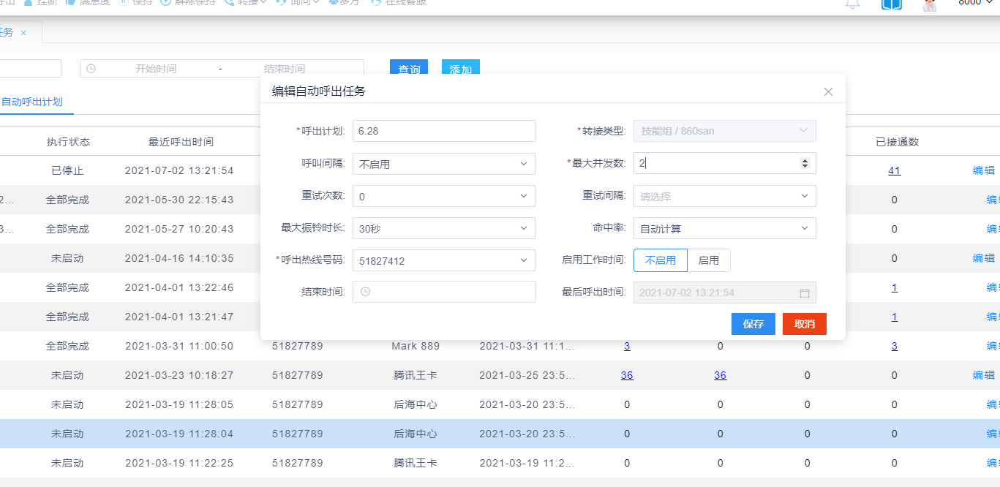 呼出 挂断 满意度 保持 解除保持 转接 询问 多方 在线客服 8000
任务 ×
开始时间 - 结束时间 查询 添加
自动呼出计划
编辑自动呼出任务
*呼出计划: 6.28 *转接类型: 技能组 / 860san
呼叫间隔: 不启用 *最大并发数: 2
重试次数: 0 重试间隔: 请选择
最大振铃时长: 30秒 命中率: 自动计算
*呼出热线号码: 51827412 启用工作时间: 不启用 启用
结束时间: 最后呼出时间: 2021-07-02 13:21:54
保存 取消
执行状态 最近呼出时间 已接通数
已停止 2021-07-02 13:21:54 41 编辑
2... 全部完成 2021-05-30 22:15:43 0 编
3... 全部完成 2021-05-27 10:20:43 0 编
未启动 2021-04-16 14:10:35 0 编辑
全部完成 2021-04-01 13:22:46 1 编
全部完成 2021-04-01 13:21:47 1 编
全部完成 2021-03-31 11:00:50 51827789 Mark 889 2021-03-31 11:1... 3 0 0 3 编
未启动 2021-03-23 10:18:27 51827789 腾讯王卡 2021-03-25 23:5... 36 36 0 0 编辑
未启动 2021-03-19 11:28:05 51827789 后海中心 2021-03-20 23:5... 0 0 0 0 编
未启动 2021-03-19 11:28:04 51827789 后海中心 2021-03-20 23:5... 0 0 0 0 编
未启动 2021-03-19 11:22:25 51827789 腾讯王卡 2021-03-19 11:2... 0 0 0 0 编